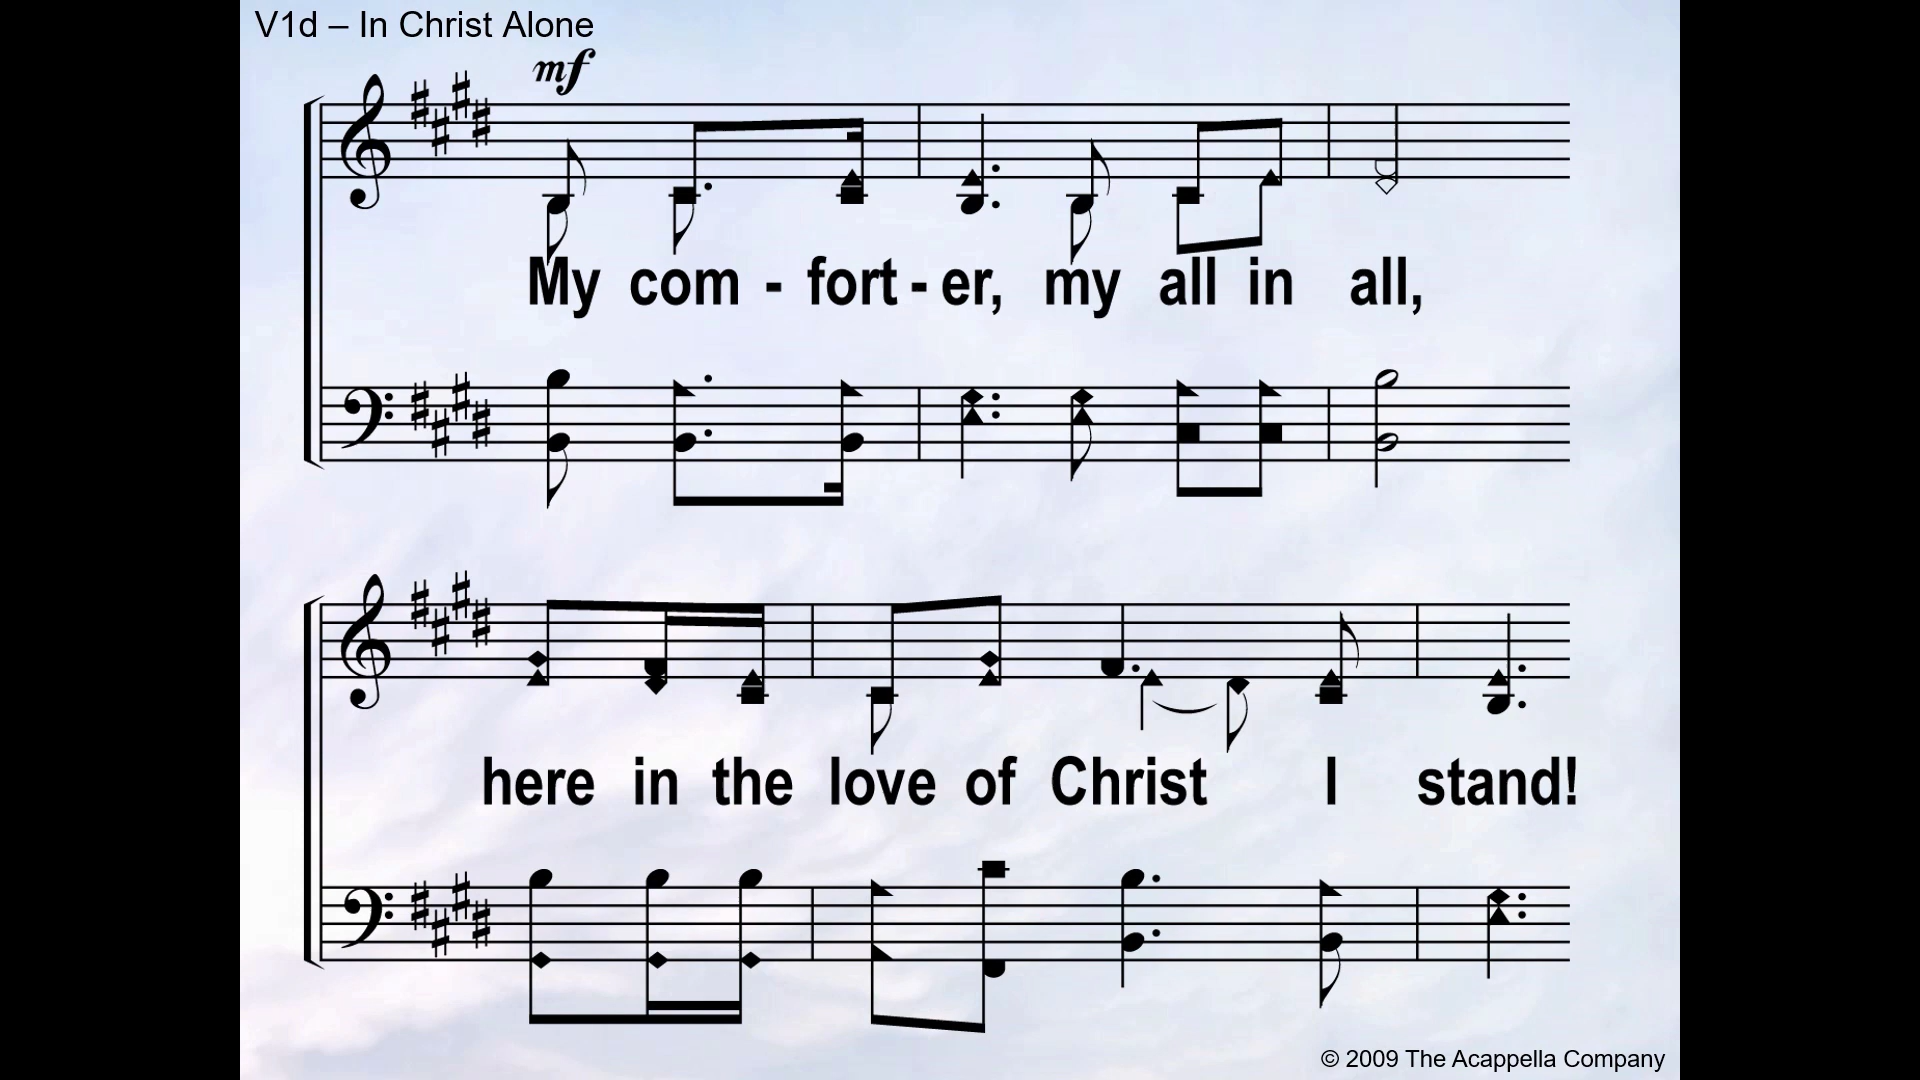 V1d – In Christ Alone
mf
My com - fort - er, my all in all,
here in the love of Christ I stand!
© 2009 The Acappella Company